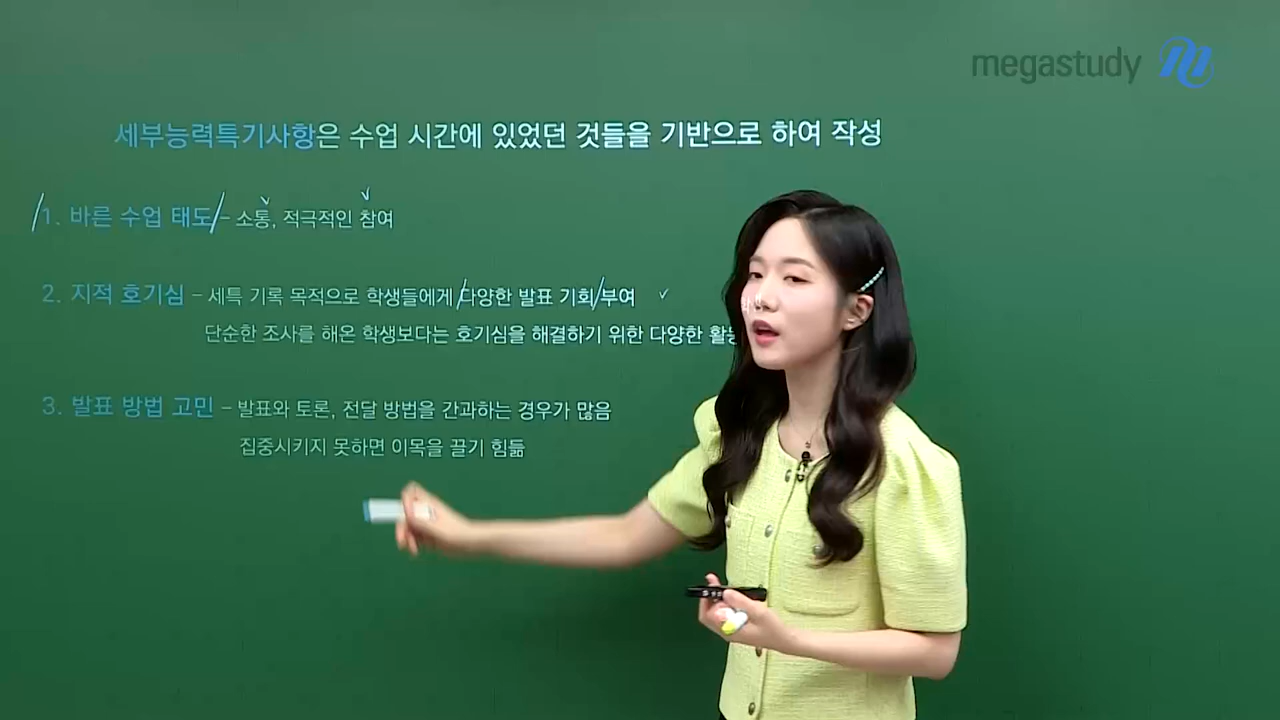 megastudy
세부능력특기사항은 수업 시간에 있었던 것들을 기반으로 하여 작성
1. 바른 수업 태도 – 소통, 적극적인 참여
2. 지적 호기심 – 세특 기록 목적으로 학생들에게 다양한 발표 기회 부여
단순한 조사를 해온 학생보다는 호기심을 해결하기 위한 다양한
3. 발표 방법 고민 – 발표와 토론, 전달 방법을 간과하는 경우가 많음
집중시키지 못하면 이목을 끌기 힘듦